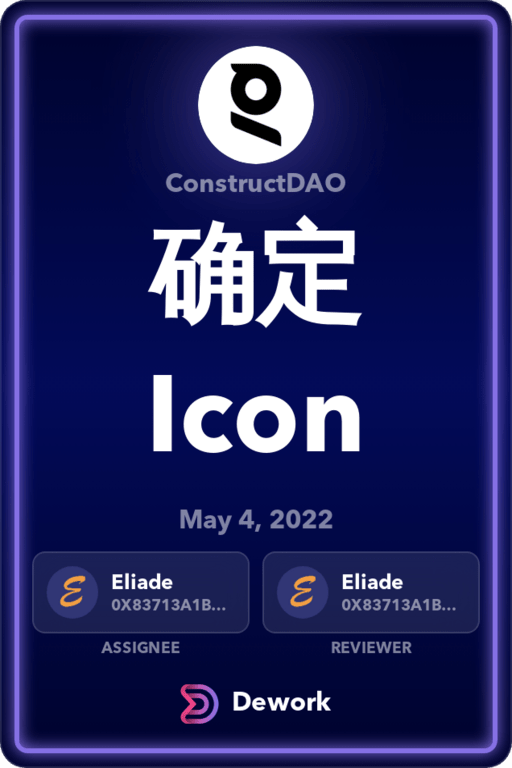 ConstructDAO
确定
Icon
May 4, 2022
Eliade
0X83713A1B...
ASSIGNEE
Eliade
0X83713A1B...
REVIEWER
Dework